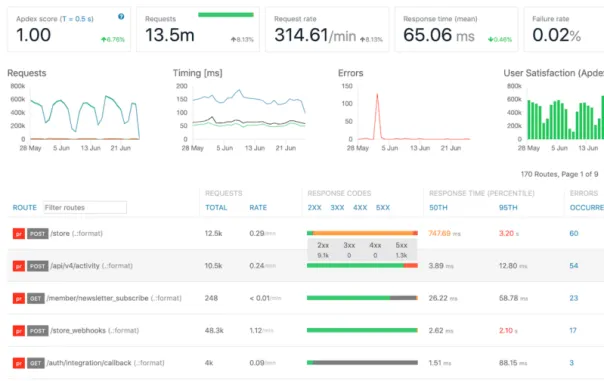 Apdex score (T = 0.5 s) ?
1.00 6.76%
Requests
13.5m 8.13%
Request rate
314.61/min 8.13%
Response time (mean)
65.06 ms 0.46%
Failure rate
0.02%
Requests
800k
600k
400k
200k
0
28 May 5 Jun 13 Jun 21 Jun
Timing [ms]
200
150
100
50
0
28 May 5 Jun 13 Jun 21 Jun
Errors
150
100
50
0
28 May 5 Jun 13 Jun 21 Jun
User Satisfaction (Apdex
800k
600k
400k
200k
0
28 May 5 Jun 13 Jun
170 Routes, Page 1 of 9
REQUESTS RESPONSE CODES RESPONSE TIME (PERCENTILE) ERRORS
ROUTE Filter routes TOTAL RATE 2XX 3XX 4XX 5XX 50TH 95TH OCCURRE
pr POST /store (.:format) 12.5k 0.29/min 747.69 ms 3.20 s 60
2xx 3xx 4xx 5xx
9.1k 0 0 1.3k
pr POST /api/v4/activity (.:format) 10.5k 0.24/min 3.89 ms 12.80 ms 54
pr GET /member/newsletter_subscribe (.:format) 248 < 0.01/min 26.22 ms 58.78 ms 23
pr POST /store_webhooks (.:format) 48.3k 1.12/min 2.62 ms 2.10 s 17
pr GET /auth/integration/callback (.:format) 4k 0.09/min 1.51 ms 88.15 ms 3